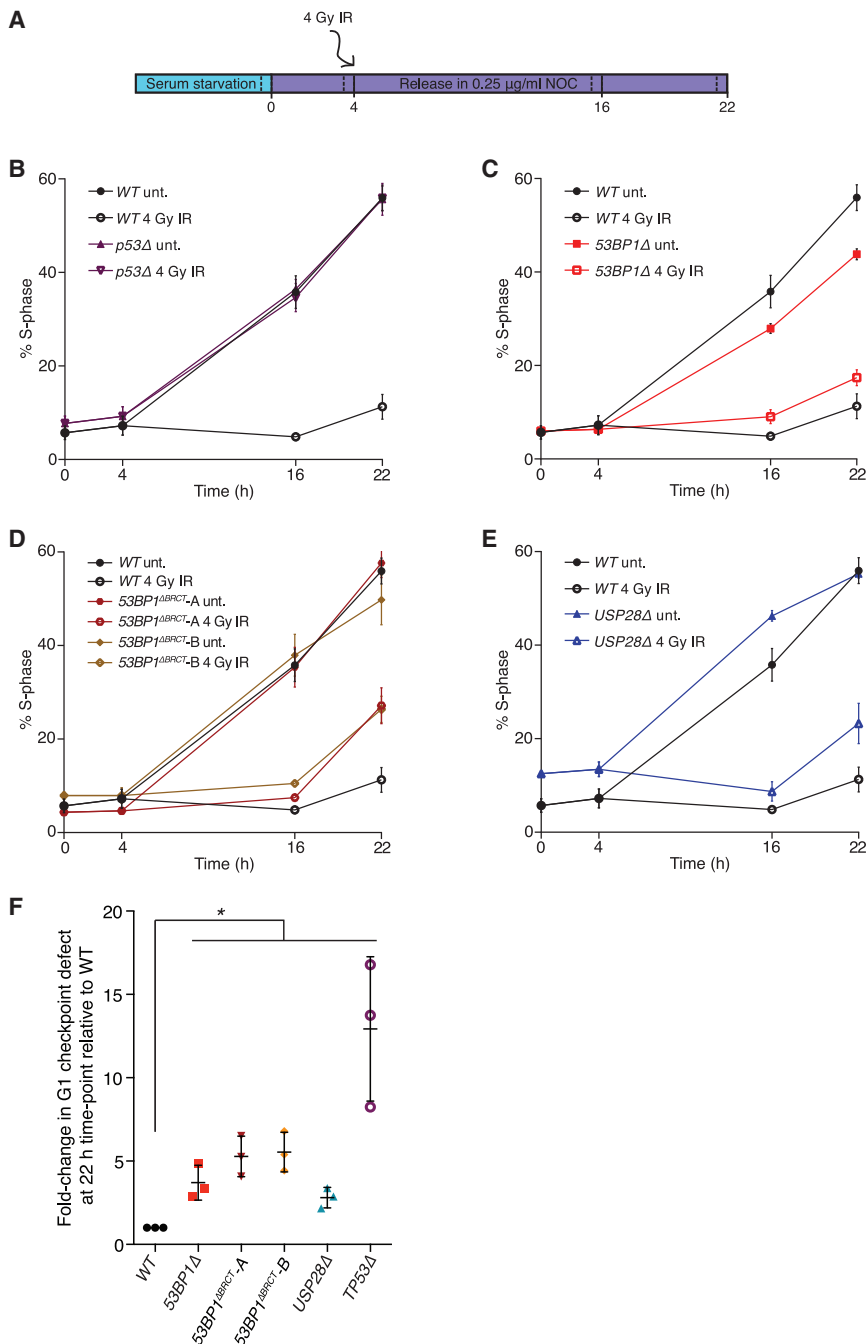 A
4 Gy IR
Serum starvation
Release in 0.25 µg/ml NOC
0
4
16
22
B
60
40
20
0
% S-phase
WT unt.
WT 4 Gy IR
p53Δ unt.
p53Δ 4 Gy IR
0
4
16
22
Time (h)
C
60
40
20
0
% S-phase
WT unt.
WT 4 Gy IR
53BP1Δ unt.
53BP1Δ 4 Gy IR
0
4
16
22
Time (h)
D
60
40
20
0
% S-phase
WT unt.
WT 4 Gy IR
53BP1ΔBRCT-A unt.
53BP1ΔBRCT-A 4 Gy IR
53BP1ΔBRCT-B unt.
53BP1ΔBRCT-B 4 Gy IR
0
4
16
22
Time (h)
E
60
40
20
0
% S-phase
WT unt.
WT 4 Gy IR
USP28Δ unt.
USP28Δ 4 Gy IR
0
4
16
22
Time (h)
F
20
15
10
5
0
Fold-change in G1 checkpoint defect
at 22 h time-point relative to WT
*
WT
53BP1Δ
53BP1ΔBRCT-A
53BP1ΔBRCT-B
USP28Δ
TP53Δ